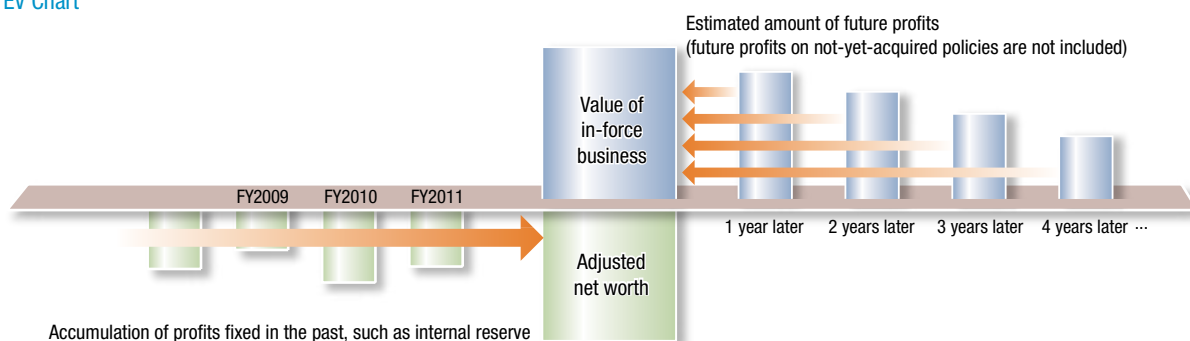 EV Chart
Estimated amount of future profits
(future profits on not-yet-acquired policies are not included)
Value of
in-force
business
FY2009 FY2010 FY2011
1 year later 2 years later 3 years later 4 years later ...
Adjusted
net worth
Accumulation of profits fixed in the past, such as internal reserve